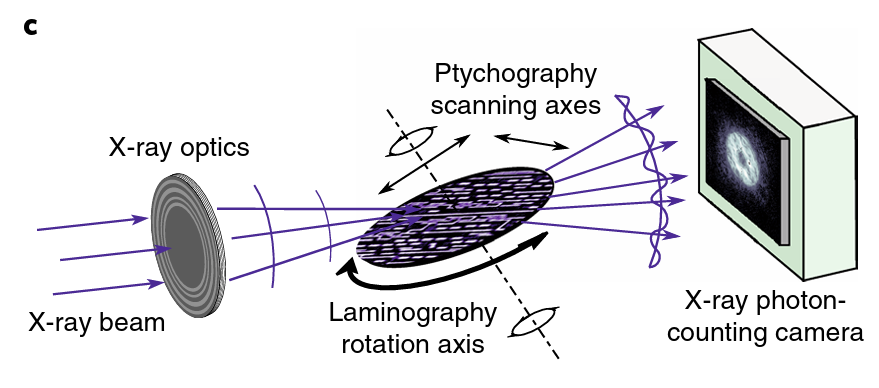 c
Ptychography
scanning axes
X-ray optics
X-ray beam
Laminography
rotation axis
X-ray photon-
counting camera